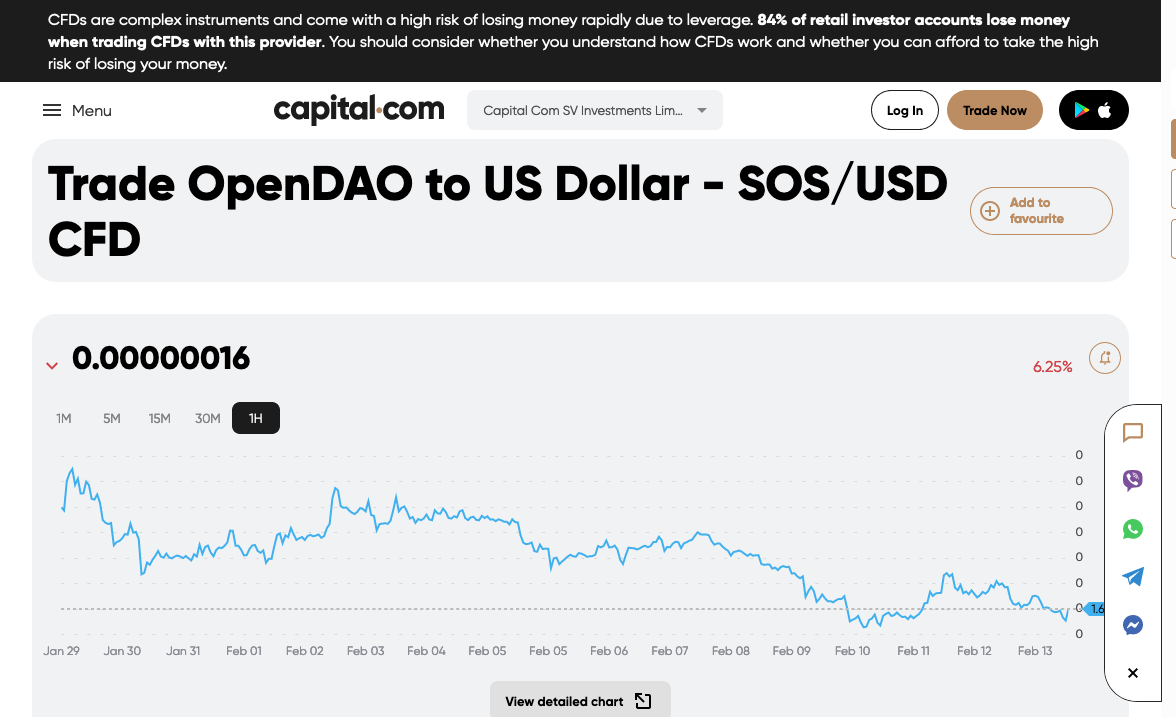 CFDs are complex instruments and come with a high risk of losing money rapidly due to leverage. 84% of retail investor accounts lose money
when trading CFDs with this provider. You should consider whether you understand how CFDs work and whether you can afford to take the high
risk of losing your money.
Menu
capital.com
Capital Com SV Investments Lim...
Log In
Trade Now
Trade OpenDAO to US Dollar - SOS/USD
CFD
Add to
favourite
0.00000016
6.25%
1M 5M 15M 30M 1H
0
0
0
0
0
0
0 1.6
0
Jan 29 Jan 30 Jan 31 Feb 01 Feb 02 Feb 03 Feb 04 Feb 05 Feb 05 Feb 06 Feb 07 Feb 08 Feb 09 Feb 10 Feb 11 Feb 12 Feb 13
View detailed chart